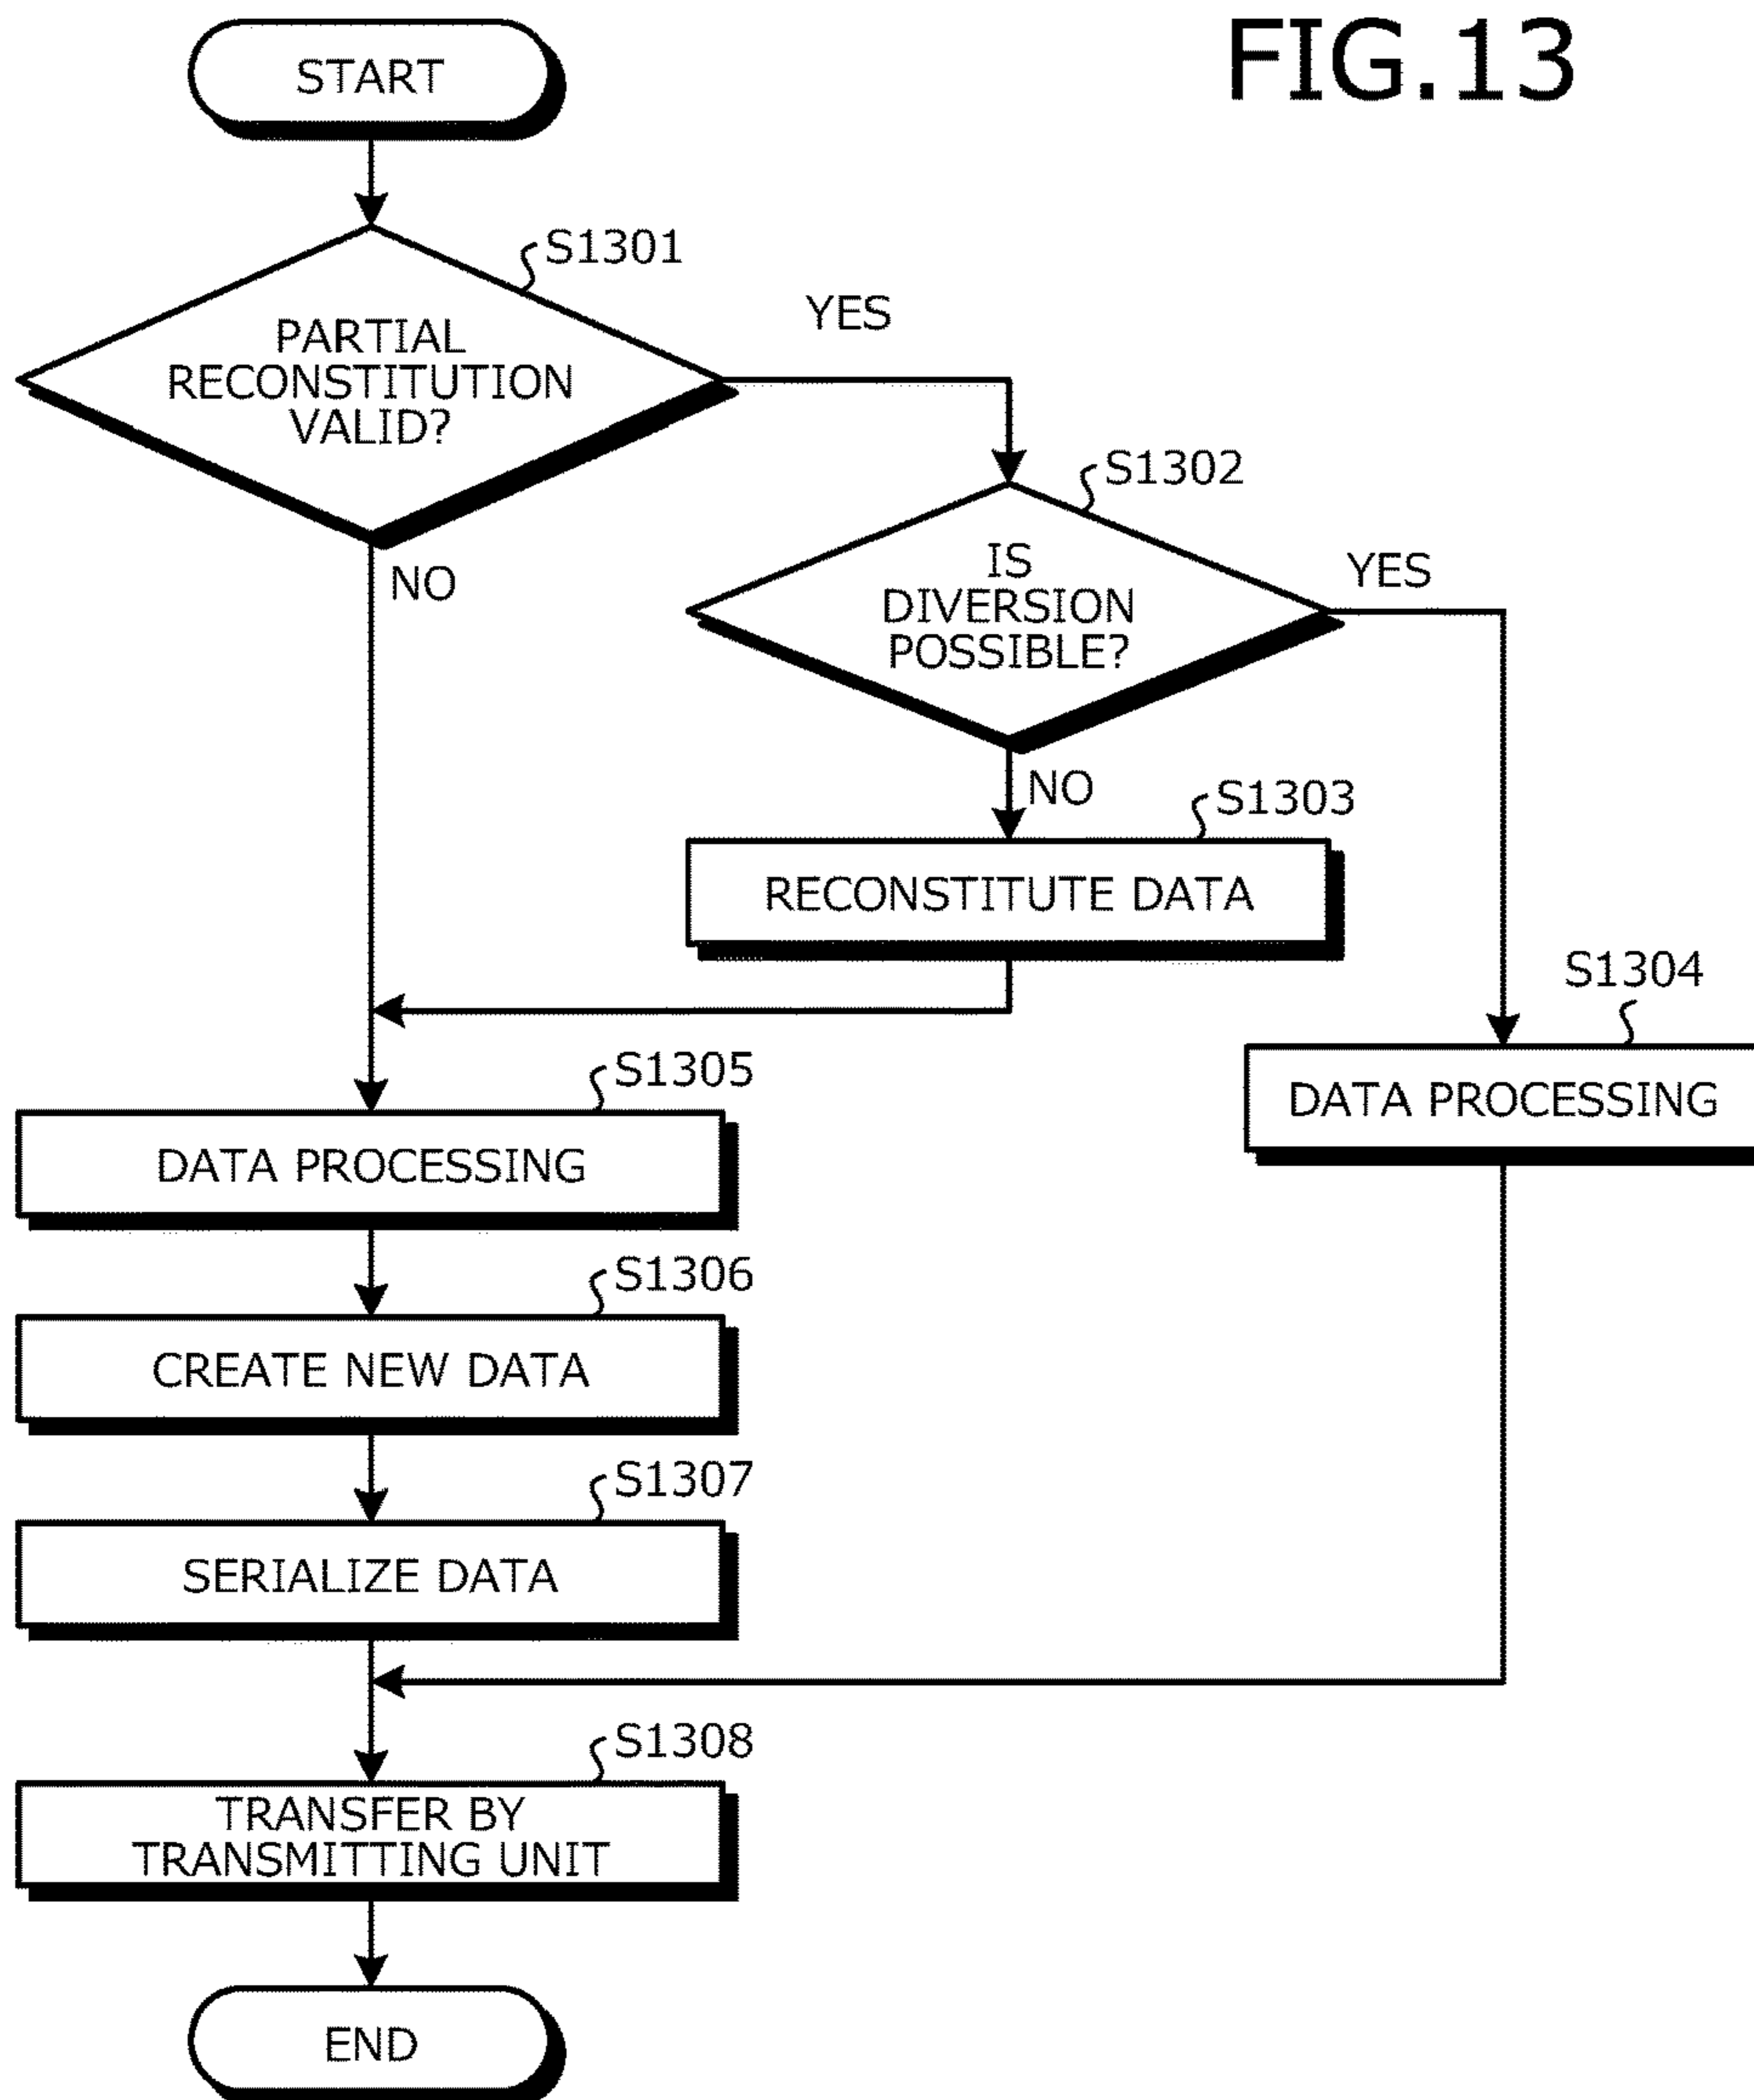 FIG.13
START
S1301
PARTIAL
RECONSTITUTION
VALID?
YES
NO
S1302
IS
DIVERSION
POSSIBLE?
YES
NO
S1303
RECONSTITUTE DATA
S1304
DATA PROCESSING
S1305
DATA PROCESSING
S1306
CREATE NEW DATA
S1307
SERIALIZE DATA
S1308
TRANSFER BY
TRANSMITTING UNIT
END